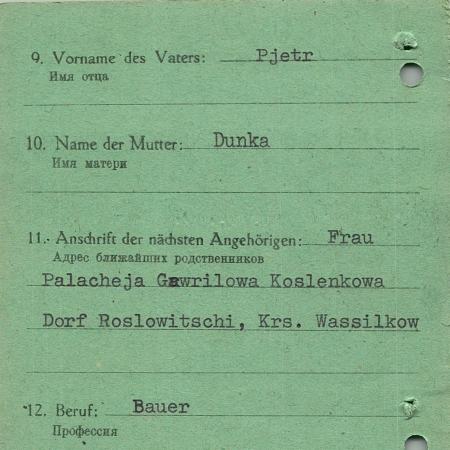 9. Vorname des Vaters: Pjetr
Имя отца
10. Name der Mutter: Dunka
Имя матери
11. Anschrift der nächsten Angehörigen: Frau
Адрес ближайших родственников
Palacheja Gawrilowa Koslenkowa
Dorf Roslowitschi, Krs. Wassilkow
12. Beruf: Bauer
Профессия